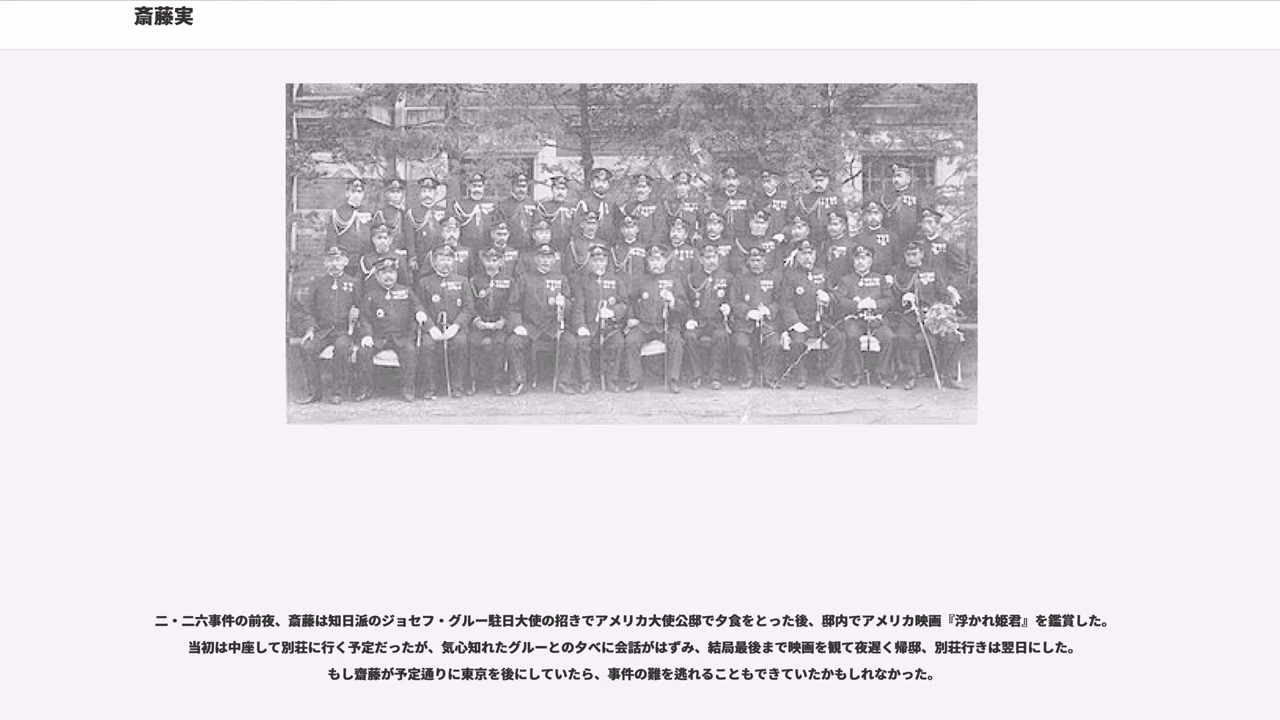 斎藤実
二・二六事件の前夜、斎藤は知日派のジョセフ・グルー駐日大使の招きでアメリカ大使公邸で夕食をとった後、邸内でアメリカ映画『浮かれ姫君』を鑑賞した。
当初は中座して別荘に行く予定だったが、気心知れたグルーとの夕べに会話がはずみ、結局最後まで映画を観て夜遅く帰邸、別荘行きは翌日にした。
もし齋藤が予定通りに東京を後にしていたら、事件の難を逃れることもできていたかもしれなかった。